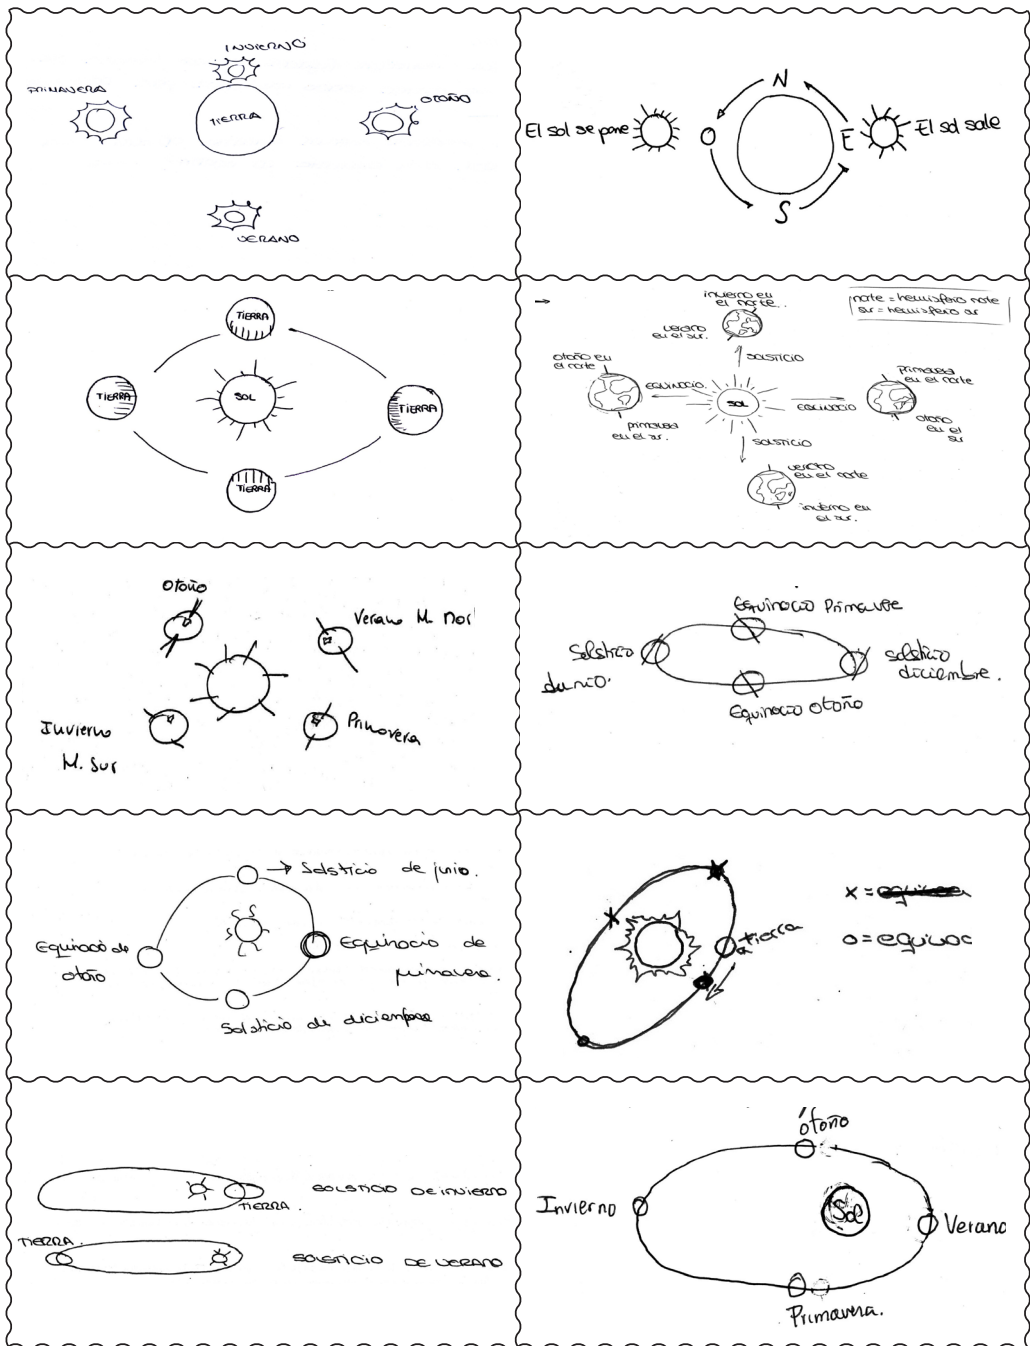 INVIERNO
PRIMAVERA
OTOÑO
TIERRA
VERANO
N
El sol se pone
O
E
El sol sale
S
TIERRA
TIERRA
SOL
TIERRA
TIERRA
invierno en
el norte.
verano
en el sur.
norte = hemisferio norte
sur = hemisferio sur
SOLSTICIO
otoño en
el norte
EQUINOCIO
primavera
en el norte
SOL
EQUINOCIO
primavera
en el sur.
otoño
en el
sur
SOLSTICIO
verano
en el norte
invierno en
el sur.
Otoño
Verano M. Nor
Invierno
M. Sur
Primavera
Equinocio Primavera
Solsticio
Junio.
solsticio
diciembre.
Equinocio Otoño
Solsticio de junio.
Equinocio de
otoño
Equinocio de
primavera.
Solsticio de diciembre
x =
tierra
o = equinoc
SOLSTICIO DE INVIERNO
TIERRA.
TIERRA.
SOLSTICIO DE VERANO
otoño
Invierno
Sol
Verano
Primavera.